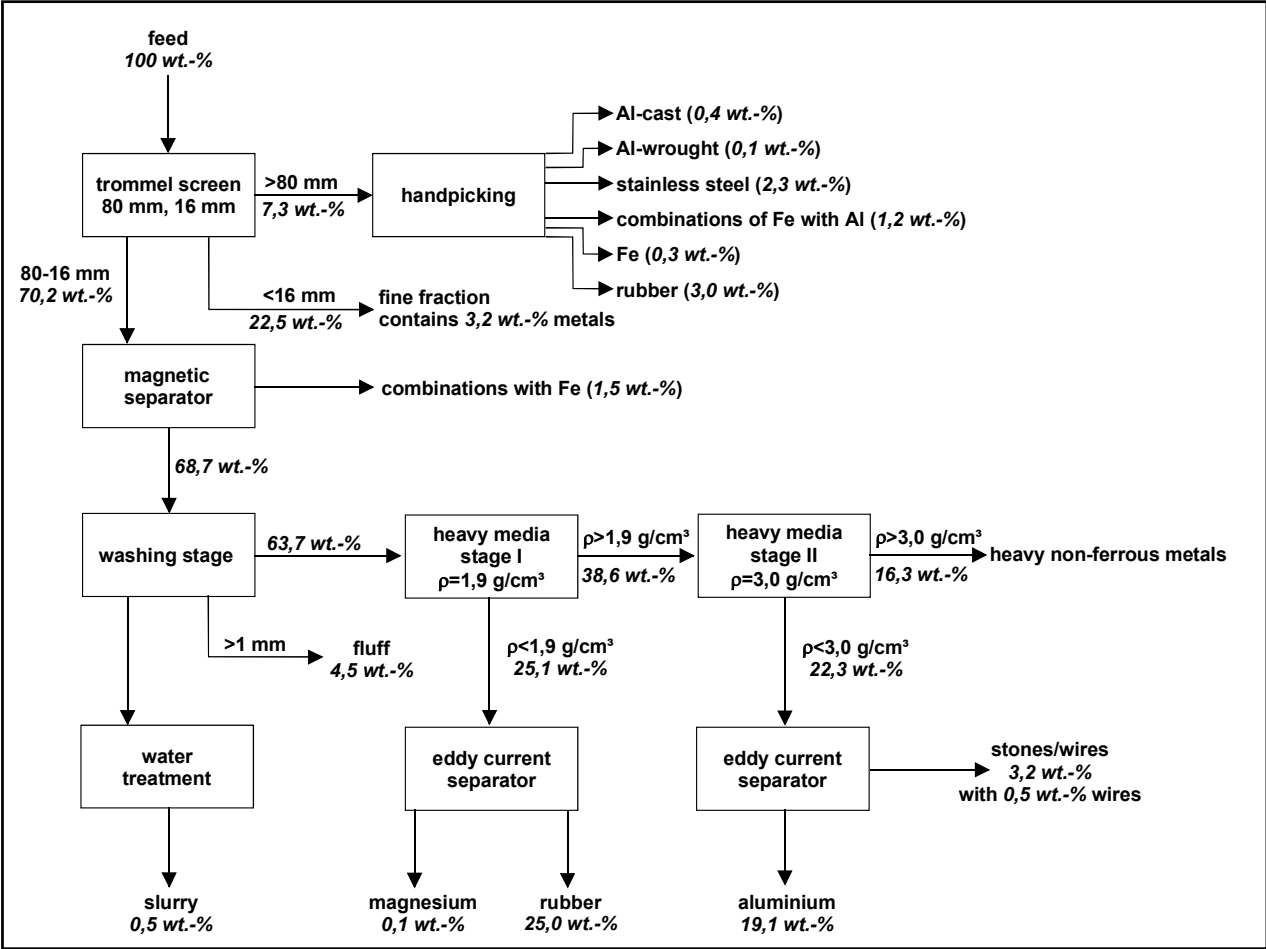 feed
100 wt.-%
trommel screen
80 mm, 16 mm
>80 mm
7,3 wt.-%
handpicking
Al-cast (0,4 wt.-%)
Al-wrought (0,1 wt.-%)
stainless steel (2,3 wt.-%)
combinations of Fe with Al (1,2 wt.-%)
Fe (0,3 wt.-%)
rubber (3,0 wt.-%)
80-16 mm
70,2 wt.-%
<16 mm
22,5 wt.-%
fine fraction
contains 3,2 wt.-% metals
magnetic
separator
combinations with Fe (1,5 wt.-%)
68,7 wt.-%
washing stage
63,7 wt.-%
heavy media
stage I
ρ=1,9 g/cm³
ρ>1,9 g/cm³
38,6 wt.-%
heavy media
stage II
ρ=3,0 g/cm³
ρ>3,0 g/cm³
16,3 wt.-%
heavy non-ferrous metals
>1 mm
fluff
4,5 wt.-%
ρ<1,9 g/cm³
25,1 wt.-%
ρ<3,0 g/cm³
22,3 wt.-%
water
treatment
eddy current
separator
eddy current
separator
stones/wires
3,2 wt.-%
with 0,5 wt.-% wires
slurry
0,5 wt.-%
magnesium
0,1 wt.-%
rubber
25,0 wt.-%
aluminium
19,1 wt.-%